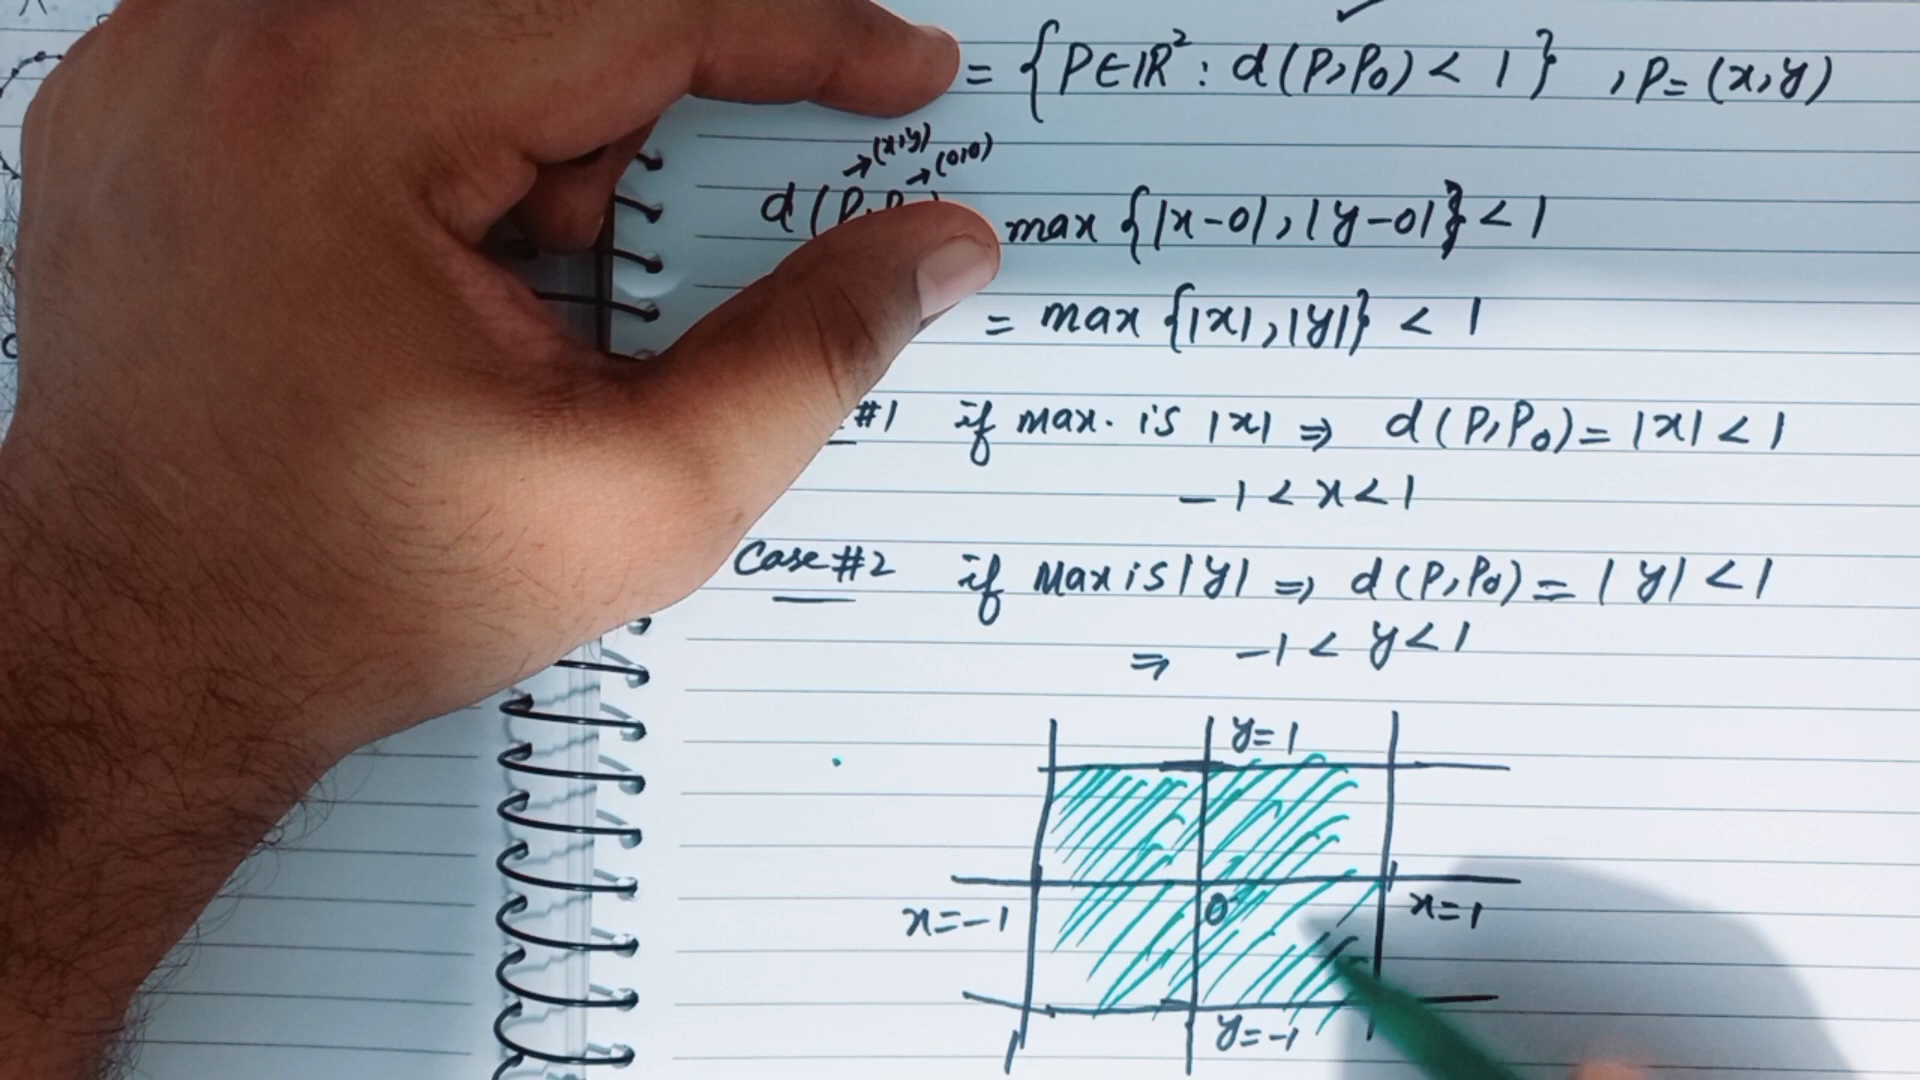 = {P∈ℝ² : d(P,P₀) < 1} , P = (x,y)
→(x,y) →(0,0)
d(P,P max {|x-0|, |y-0|} < 1
= max {|x|, |y|} < 1
#1 if max. is |x| ⇒ d(P,P₀) = |x| < 1
-1 < x < 1
Case #2 if Max is |y| ⇒ d(P,P₀) = |y| < 1
⇒ -1 < y < 1
y=1
x=-1 0 x=1
y=-1